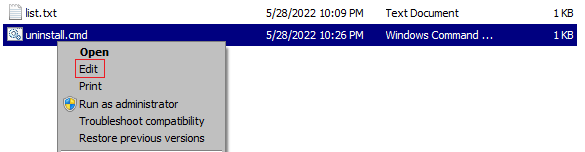 list.txt 5/28/2022 10:09 PM Text Document 1 KB
uninstall.cmd 5/28/2022 10:26 PM Windows Command ... 1 KB
Open
Edit
Print
Run as administrator
Troubleshoot compatibility
Restore previous versions